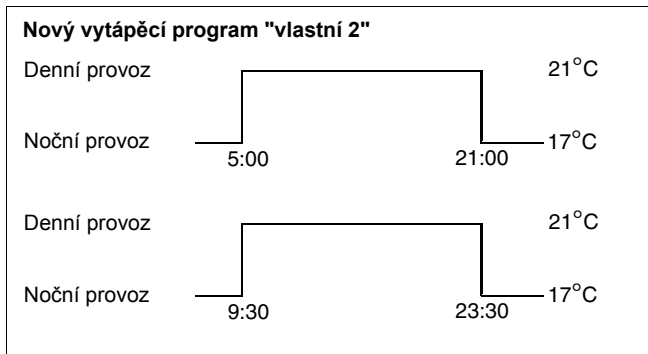 Nový vytápěcí program "vlastní 2"
Denní provoz 21°C
Noční provoz 17°C
5:00 21:00
Denní provoz 21°C
Noční provoz 17°C
9:30 23:30